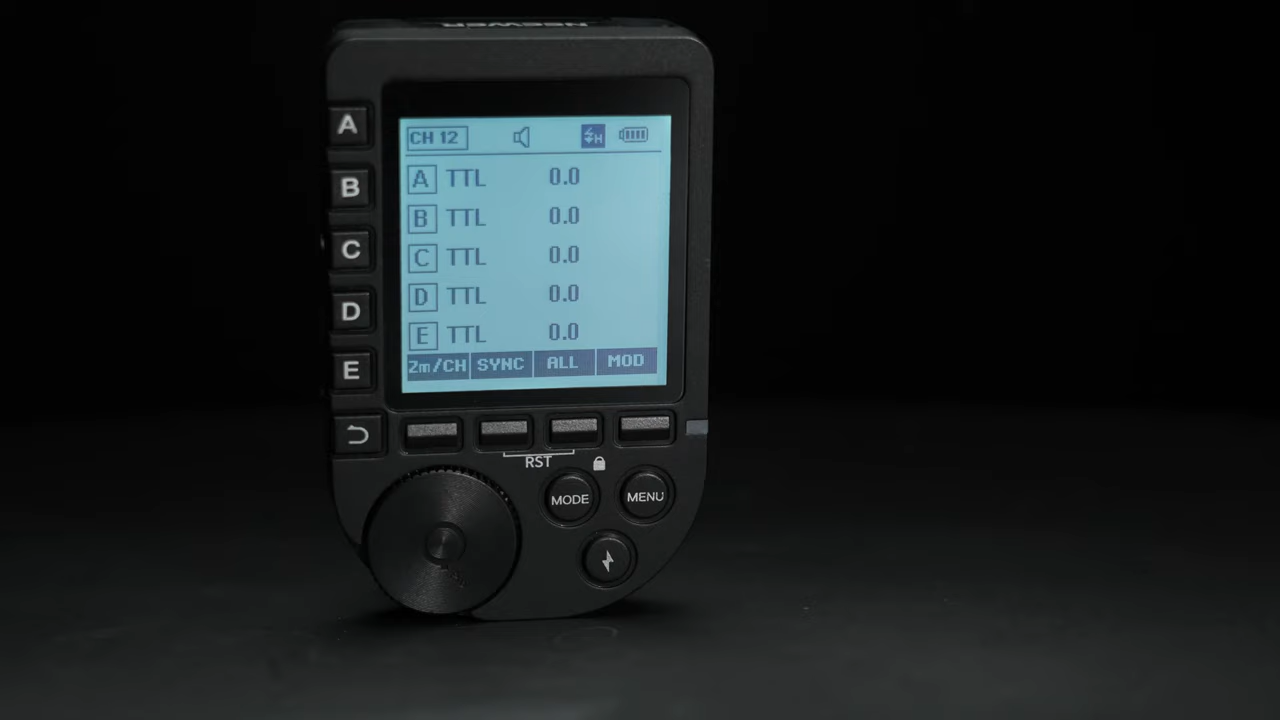 NEEWER
A
B
C
D
E
CH 12
H
A TTL 0.0
B TTL 0.0
C TTL 0.0
D TTL 0.0
E TTL 0.0
Zm/CH SYNC ALL MOD
RST
MODE MENU